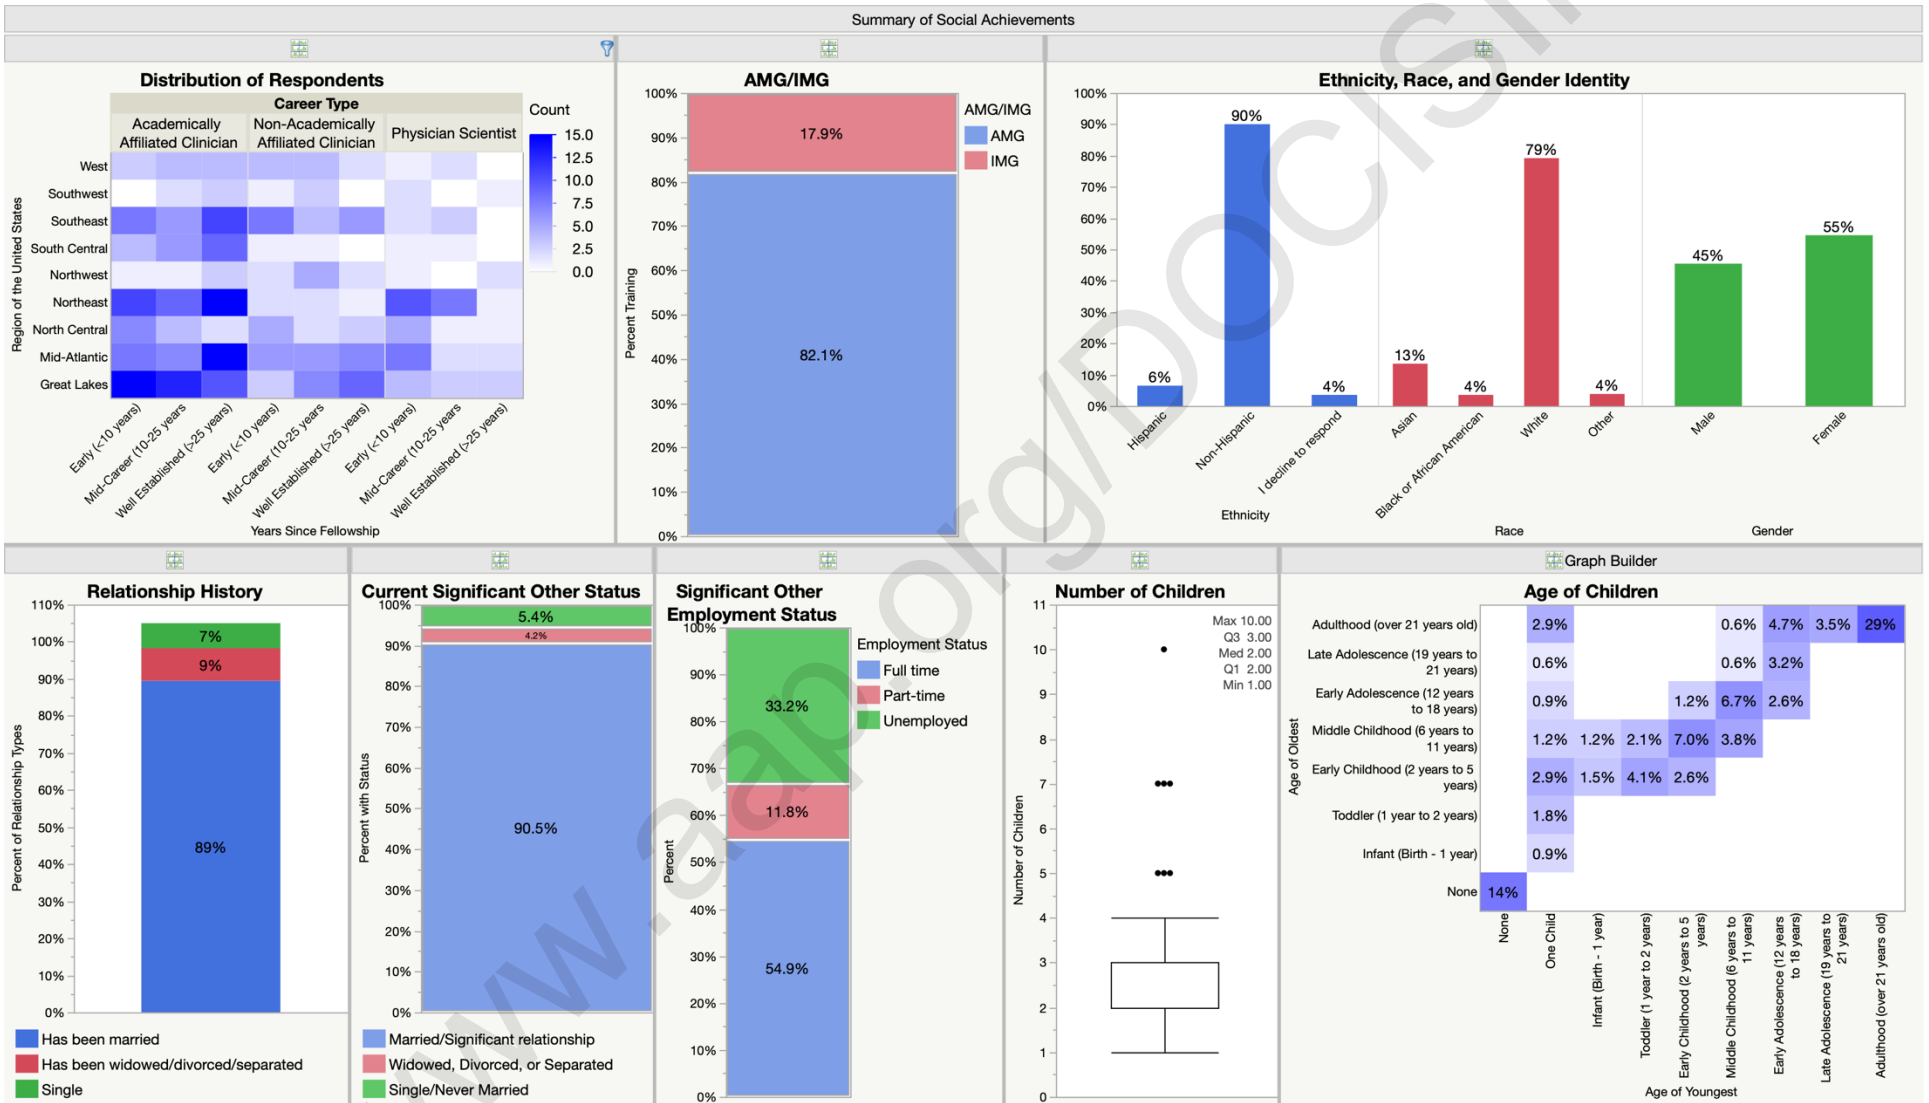 Summary of Social Achievements
Distribution of Respondents
Career Type
Academically
Affiliated Clinician
Non-Academically
Affiliated Clinician
Physician Scientist
Count
15.0
12.5
10.0
7.5
5.0
2.5
0.0
Region of the United States
West
Southwest
Southeast
South Central
Northwest
Northeast
North Central
Mid-Atlantic
Great Lakes
Early (<10 years)
Mid-Career (10-25 years
Well Established (>25 years)
Early (<10 years)
Mid-Career (10-25 years
Well Established (>25 years)
Early (<10 years)
Mid-Career (10-25 years
Well Established (>25 years)
Years Since Fellowship
AMG/IMG
Percent Training
100%
90%
80%
70%
60%
50%
40%
30%
20%
10%
0%
17.9%
82.1%
AMG/IMG
AMG
IMG
Ethnicity, Race, and Gender Identity
100%
90%
80%
70%
60%
50%
40%
30%
20%
10%
0%
6%
90%
4%
13%
4%
79%
4%
45%
55%
Hispanic
Non-Hispanic
I decline to respond
Asian
Black or African American
White
Other
Male
Female
Ethnicity
Race
Gender
Relationship History
Percent of Relationship Types
110%
100%
90%
80%
70%
60%
50%
40%
30%
20%
10%
0%
7%
9%
89%
Has been married
Has been widowed/divorced/separated
Single
Current Significant Other Status
Percent with Status
100%
90%
80%
70%
60%
50%
40%
30%
20%
10%
0%
5.4%
4.2%
90.5%
Married/Significant relationship
Widowed, Divorced, or Separated
Single/Never Married
Significant Other
Employment Status
Percent
100%
90%
80%
70%
60%
50%
40%
30%
20%
10%
0%
33.2%
11.8%
54.9%
Employment Status
Full time
Part-time
Unemployed
Number of Children
Number of Children
11
10
9
8
7
6
5
4
3
2
1
0
Max 10.00
Q3 3.00
Med 2.00
Q1 2.00
Min 1.00
Graph Builder
Age of Children
Age of Oldest
Adulthood (over 21 years old)
2.9% 0.6% 4.7% 3.5% 29%
Late Adolescence (19 years to
21 years)
0.6% 0.6% 3.2%
Early Adolescence (12 years
to 18 years)
0.9% 1.2% 6.7% 2.6%
Middle Childhood (6 years to
11 years)
1.2% 1.2% 2.1% 7.0% 3.8%
Early Childhood (2 years to 5
years)
2.9% 1.5% 4.1% 2.6%
Toddler (1 year to 2 years)
1.8%
Infant (Birth - 1 year)
0.9%
None
14%
None
One Child
Infant (Birth - 1 year)
Toddler (1 year to 2 years)
Early Childhood (2 years to 5
years)
Middle Childhood (6 years to
11 years)
Early Adolescence (12 years
to 18 years)
Late Adolescence (19 years to
21 years)
Adulthood (over 21 years old)
Age of Youngest